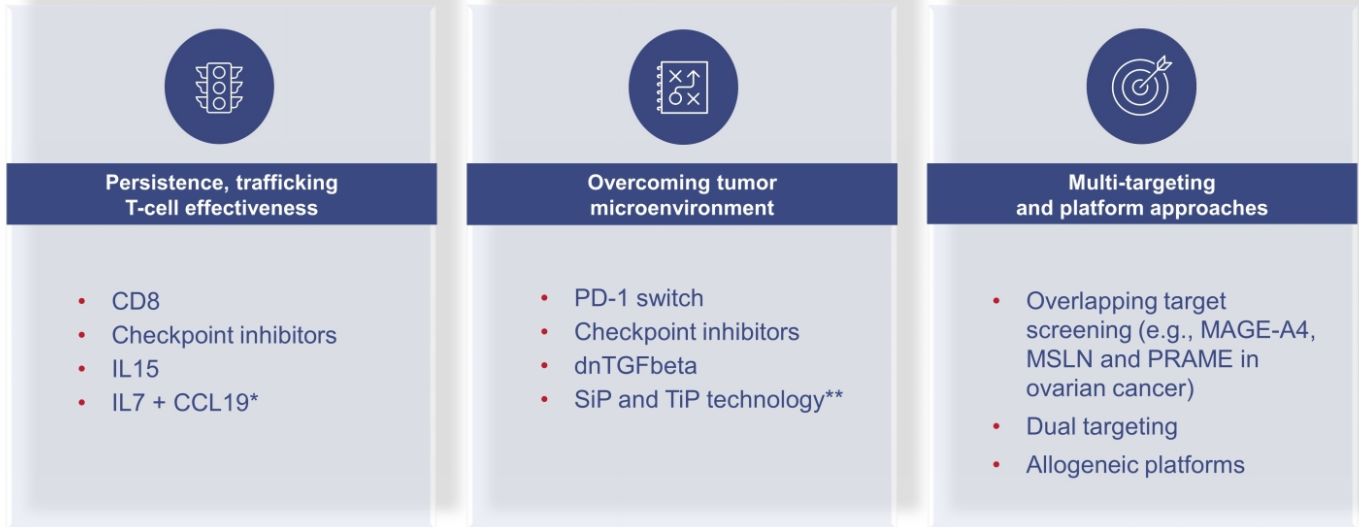 Persistence, trafficking
T-cell effectiveness
• CD8
• Checkpoint inhibitors
• IL15
• IL7 + CCL19*
Overcoming tumor
microenvironment
• PD-1 switch
• Checkpoint inhibitors
• dnTGFbeta
• SiP and TiP technology**
Multi-targeting
and platform approaches
• Overlapping target
screening (e.g., MAGE-A4,
MSLN and PRAME in
ovarian cancer)
• Dual targeting
• Allogeneic platforms